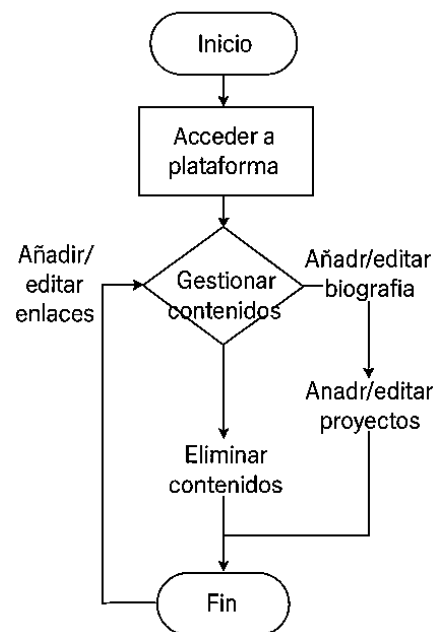 Inicio
Acceder a
plataforma
Añadir/
editar
enlaces
Gestionar
contenidos
Añadr/editar
biografia
Anadr/editar
proyectos
Eliminar
contenidos
Fin